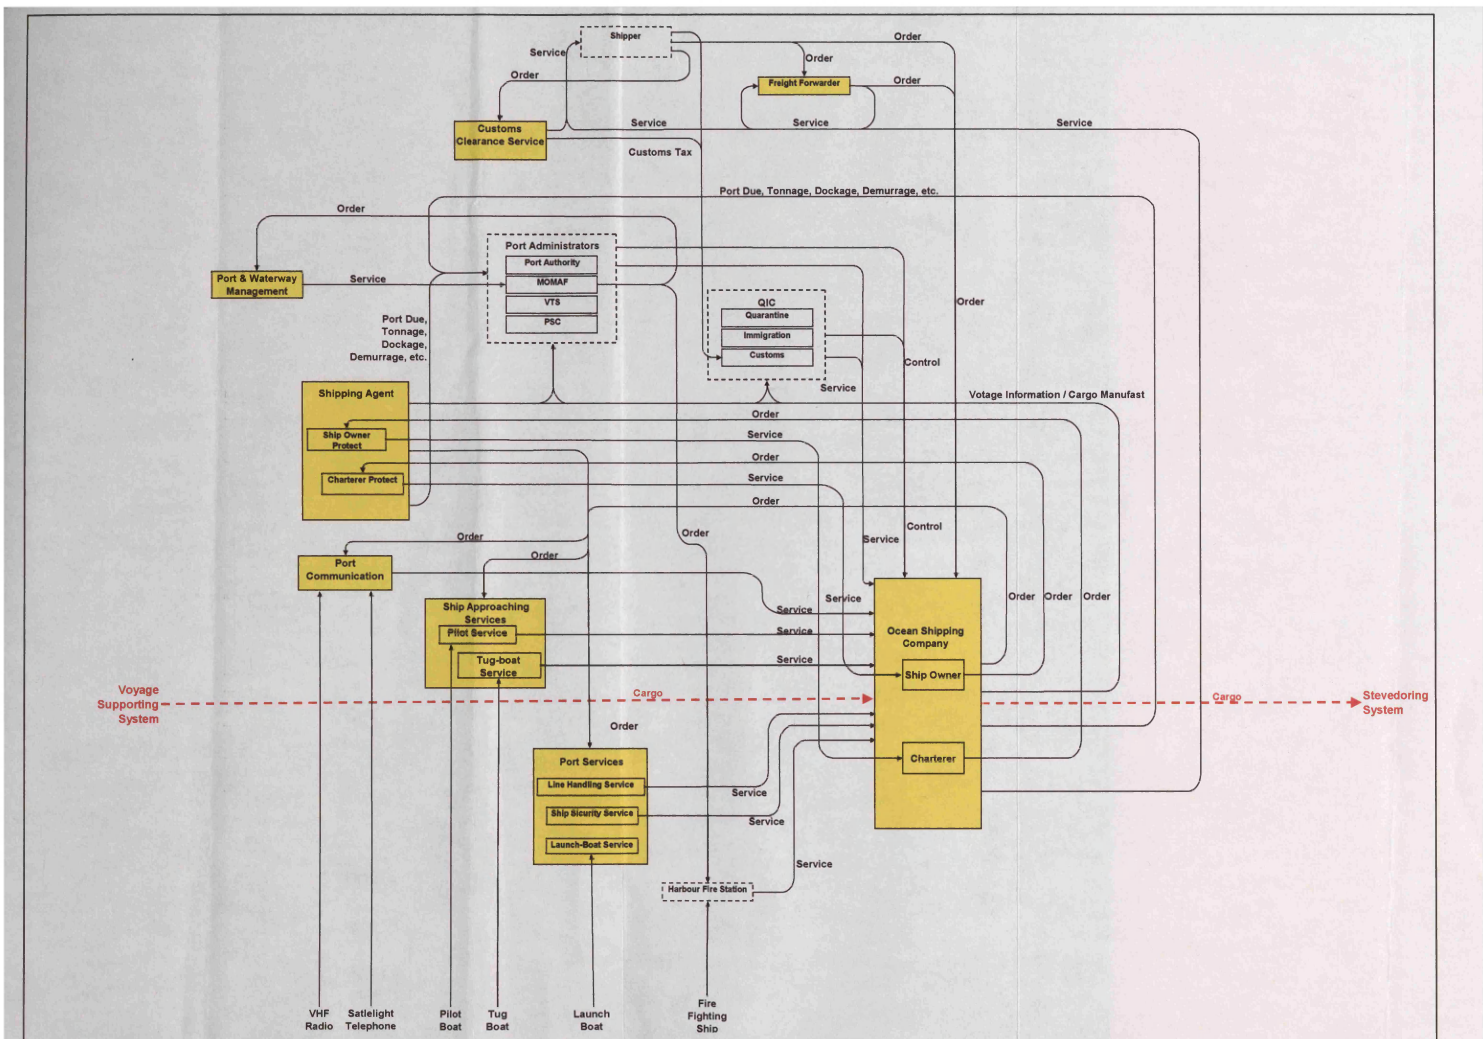 Shipper
Order
Service
Order
Order
Freight Forwarder
Order
Customs
Clearance Service
Service
Service
Service
Customs Tax
Port Due, Tonnage, Dockage, Demurrage, etc.
Order
Port Administrators
Port Authority
MOMAF
VTS
PSC
Port & Waterway
Management
Service
QIC
Quarantine
Immigration
Customs
Order
Port Due,
Tonnage,
Dockage,
Demurrage, etc.
Control
Service
Shipping Agent
Ship Owner
Protect
Charterer Protect
Votage Information / Cargo Manufast
Order
Service
Order
Service
Order
Control
Service
Order
Order
Order
Port
Communication
Service
Service
Order
Order
Order
Ship Approaching
Services
Pilot Service
Tug-boat
Service
Service
Service
Ocean Shipping
Company
Ship Owner
Charterer
Voyage
Supporting
System
Cargo
Cargo
Stevedoring
System
Order
Port Services
Line Handling Service
Ship Sicurity Service
Launch-Boat Service
Service
Service
Service
Harbour Fire Station
VHF
Radio
Satlelight
Telephone
Pilot
Boat
Tug
Boat
Launch
Boat
Fire
Fighting
Ship